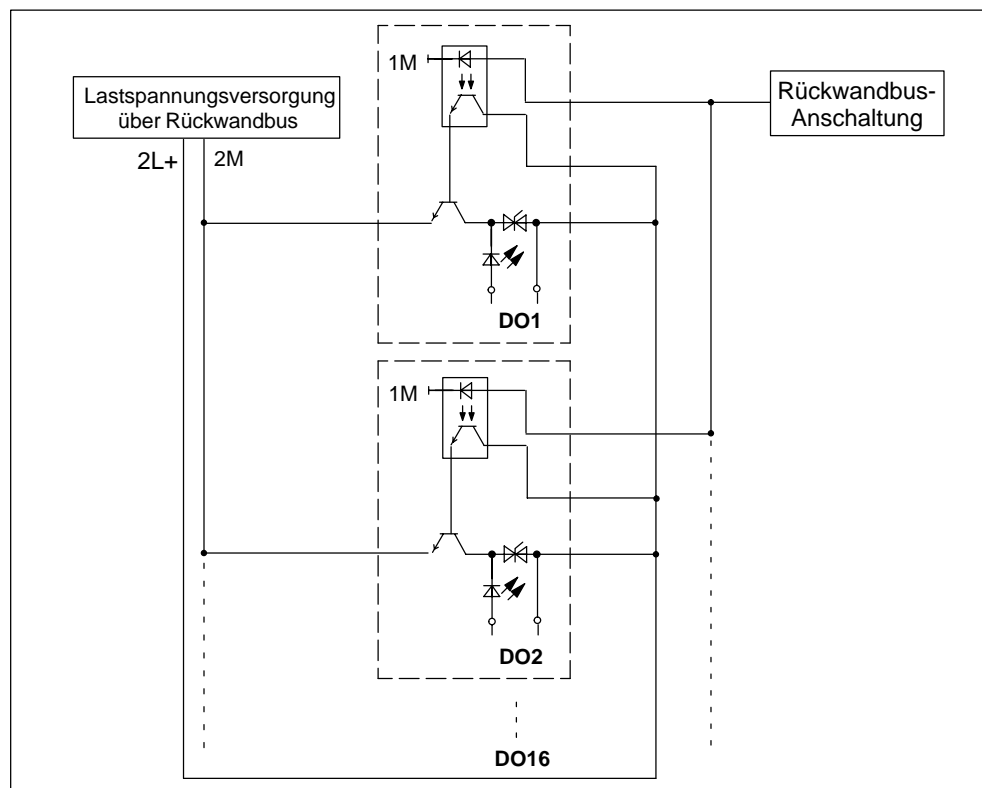 1M
Lastspannungsversorgung
über Rückwandbus
Rückwandbus-
Anschaltung
2L+
2M
DO1
1M
DO2
DO16